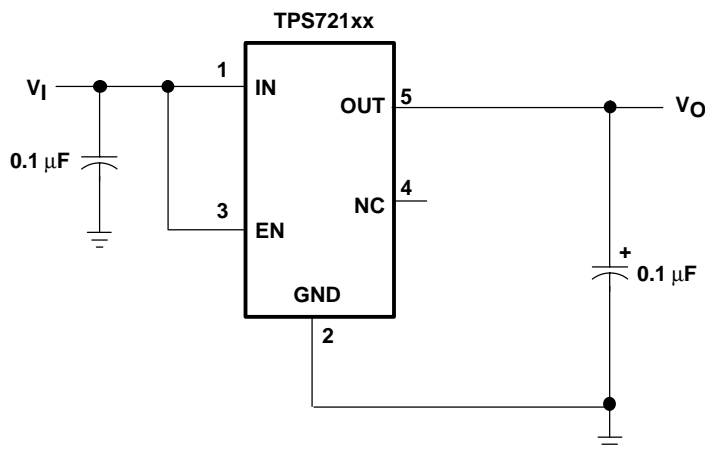 TPS721xx
VI
1
IN
OUT
5
VO
0.1 μF
4
NC
3
EN
+
0.1 μF
GND
2